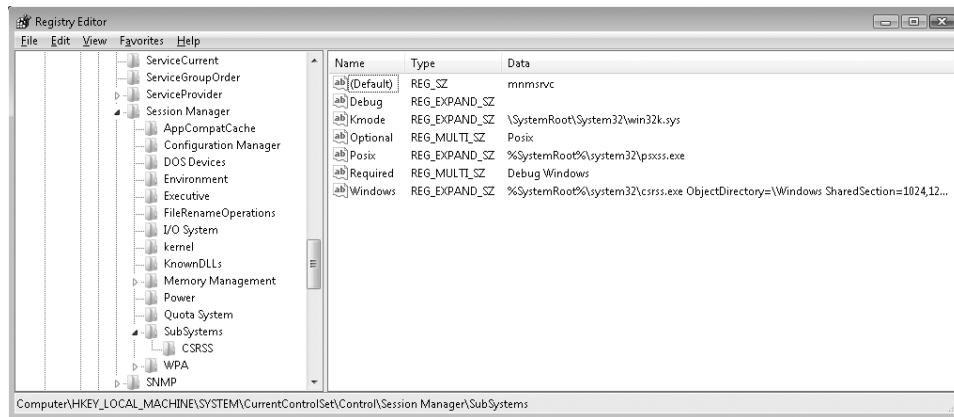 Registry Editor
File Edit View Favorites Help
ServiceCurrent
ServiceGroupOrder
ServiceProvider
Session Manager
AppCompatCache
Configuration Manager
DOS Devices
Environment
Executive
FileRenameOperations
I/O System
kernel
KnownDLLs
Memory Management
Power
Quota System
SubSystems
CSRSS
WPA
SNMP
Name Type Data
(Default) REG_SZ mnmsrvc
Debug REG_EXPAND_SZ
Kmode REG_EXPAND_SZ \SystemRoot\System32\win32k.sys
Optional REG_MULTI_SZ Posix
Posix REG_EXPAND_SZ %SystemRoot%\system32\psxss.exe
Required REG_MULTI_SZ Debug Windows
Windows REG_EXPAND_SZ %SystemRoot%\system32\csrss.exe ObjectDirectory=\Windows SharedSection=1024,12...
Computer\HKEY_LOCAL_MACHINE\SYSTEM\CurrentControlSet\Control\Session Manager\SubSystems